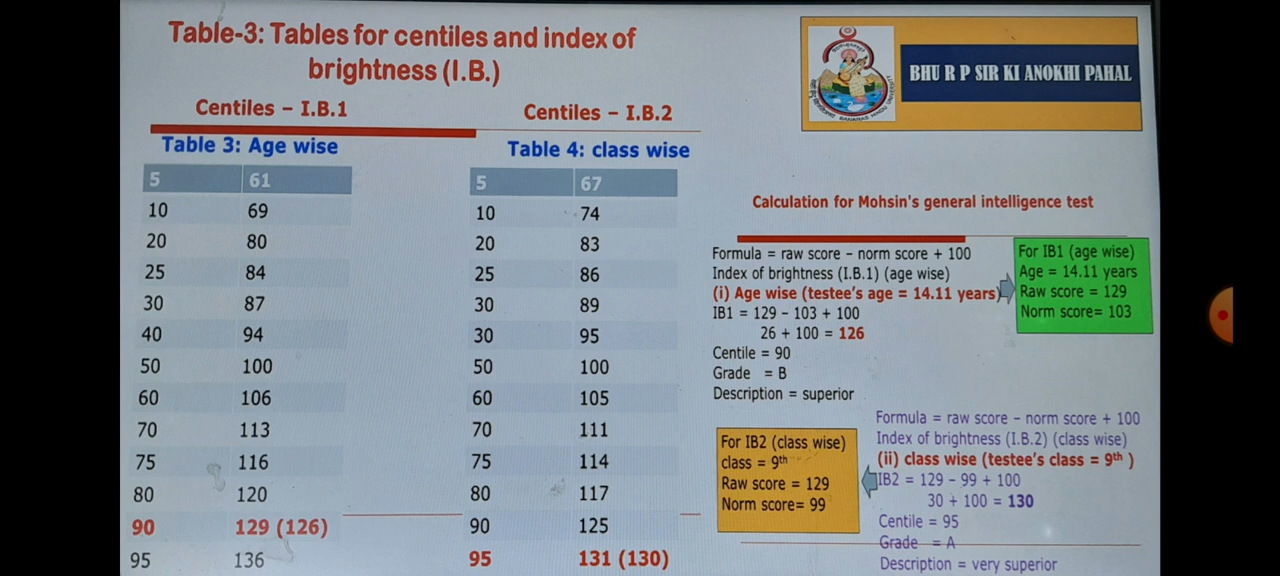 Table-3: Tables for centiles and index of
brightness (I.B.)
BHU R P SIR KI ANOKHI PAHAL
Centiles – I.B.1
Table 3: Age wise
5 61
10 69
20 80
25 84
30 87
40 94
50 100
60 106
70 113
75 116
80 120
90 129 (126)
95 136
Centiles – I.B.2
Table 4: class wise
5 67
10 74
20 83
25 86
30 89
30 95
50 100
60 105
70 111
75 114
80 117
90 125
95 131 (130)
Calculation for Mohsin's general intelligence test
Formula = raw score – norm score + 100
Index of brightness (I.B.1) (age wise)
(i) Age wise (testee's age = 14.11 years)
IB1 = 129 – 103 + 100
26 + 100 = 126
Centile = 90
Grade = B
Description = superior
For IB1 (age wise)
Age = 14.11 years
Raw score = 129
Norm score= 103
For IB2 (class wise)
class = 9th
Raw score = 129
Norm score= 99
Formula = raw score – norm score + 100
Index of brightness (I.B.2) (class wise)
(ii) class wise (testee's class = 9th )
IB2 = 129 – 99 + 100
30 + 100 = 130
Centile = 95
Grade = A
Description = very superior